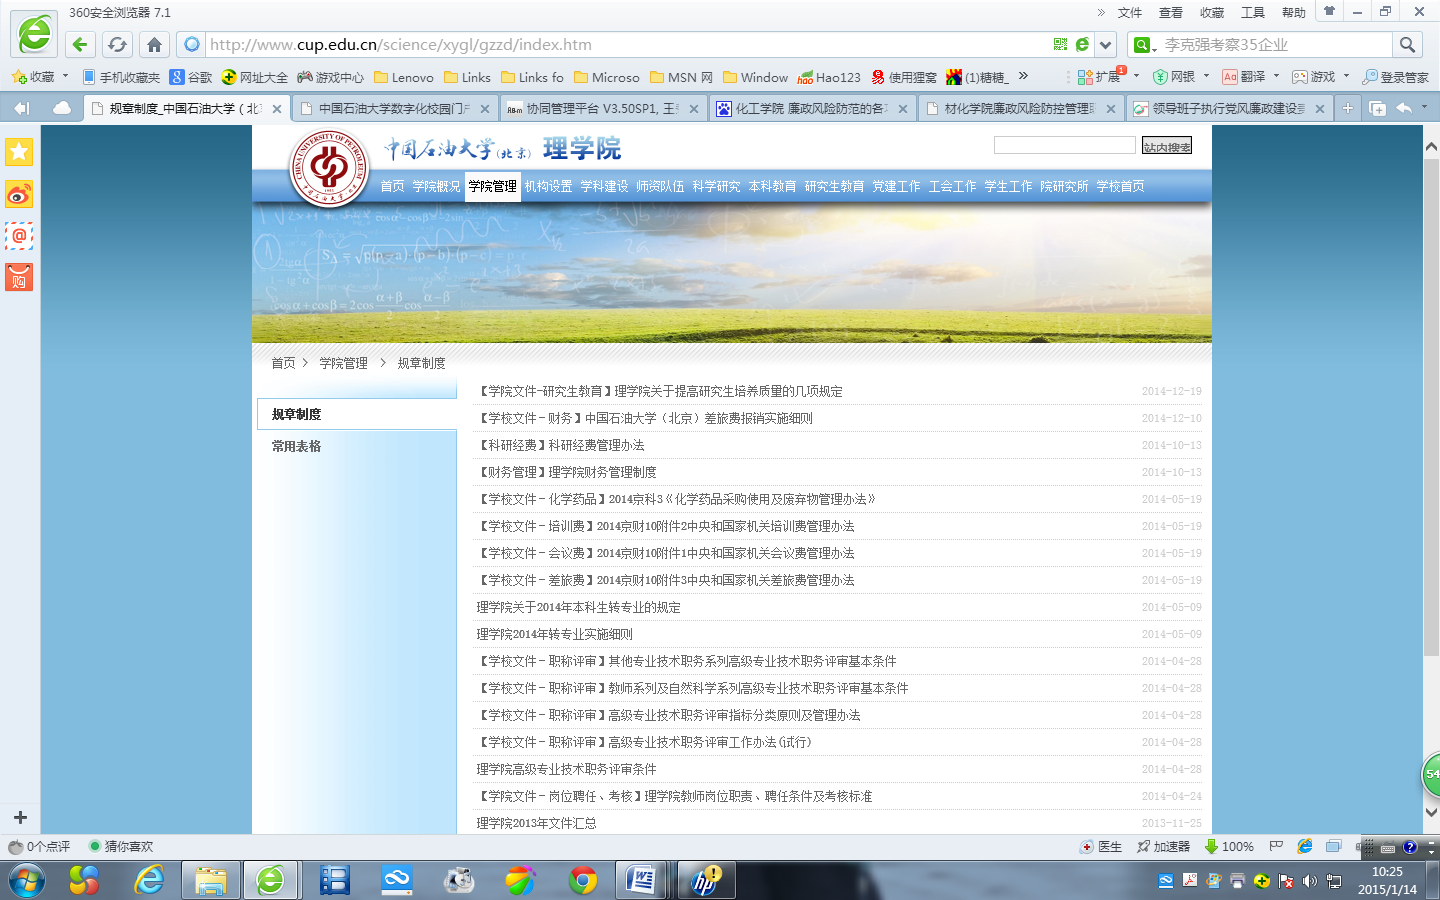 360安全浏览器 7.1
» 文件 查看 收藏 工具 帮助
http://www.cup.edu.cn/science/xygl/gzzd/index.htm
李克强考察35企业
收藏 手机收藏夹 谷歌 网址大全 游戏中心 Lenovo Links Links fo Microso MSN 网 Window Hao123 使用狸窝 (1)糖糖_ » 扩展 1 网银 翻译 游戏 登录管家
规章制度_中国石油大学（北京 中国石油大学数字化校园门户 协同管理平台 V3.50SP1, 王 化工学院 廉政风险防范的各 材化学院廉政风险防控管理 领导班子执行党风廉政建设
中国石油大学(北京) 理学院
站内搜索
首页 学院概况 学院管理 机构设置 学科建设 师资队伍 科学研究 本科教育 研究生教育 党建工作 工会工作 学生工作 院研究所 学校首页
首页 > 学院管理 > 规章制度
规章制度
常用表格
【学院文件-研究生教育】理学院关于提高研究生培养质量的几项规定 2014-12-19
【学校文件－财务】中国石油大学（北京）差旅费报销实施细则 2014-12-10
【科研经费】科研经费管理办法 2014-10-13
【财务管理】理学院财务管理制度 2014-10-13
【学校文件－化学药品】2014京科3《化学药品采购使用及废弃物管理办法》 2014-05-19
【学校文件－培训费】2014京财10附件2中央和国家机关培训费管理办法 2014-05-19
【学校文件－会议费】2014京财10附件1中央和国家机关会议费管理办法 2014-05-19
【学校文件－差旅费】2014京财10附件3中央和国家机关差旅费管理办法 2014-05-19
理学院关于2014年本科生转专业的规定 2014-05-09
理学院2014年转专业实施细则 2014-05-09
【学校文件－职称评审】其他专业技术职务系列高级专业技术职务评审基本条件 2014-04-28
【学校文件－职称评审】教师系列及自然科学系列高级专业技术职务评审基本条件 2014-04-28
【学校文件－职称评审】高级专业技术职务评审指标分类原则及管理办法 2014-04-28
【学校文件－职称评审】高级专业技术职务评审工作办法(试行) 2014-04-28
理学院高级专业技术职务评审条件 2014-04-28
【学院文件－岗位聘任、考核】理学院教师岗位职责、聘任条件及考核标准 2014-04-24
理学院2013年文件汇总 2013-11-25
购
54
0个点评 猜你喜欢 医生 加速器 100%
10:25
2015/1/14